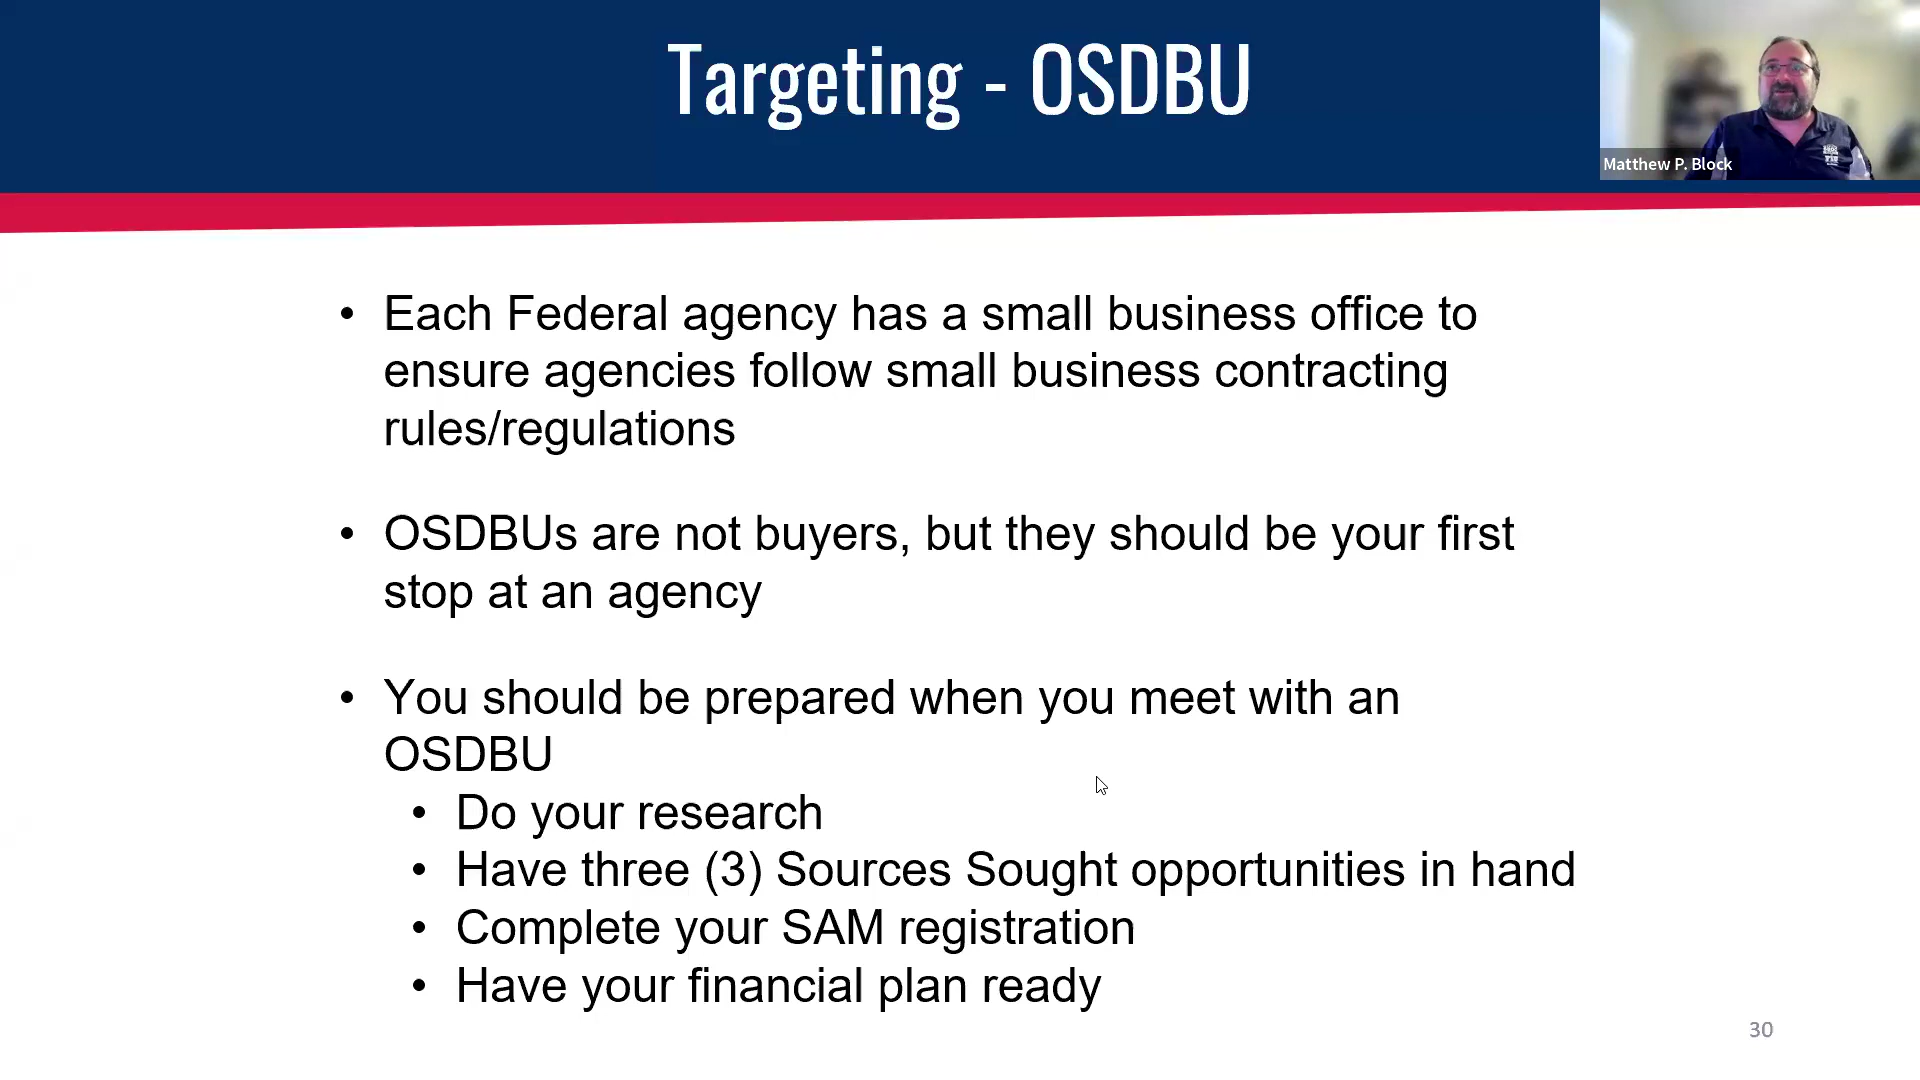 Targeting - OSDBU
Matthew P. Block
• Each Federal agency has a small business office to
ensure agencies follow small business contracting
rules/regulations
• OSDBUs are not buyers, but they should be your first
stop at an agency
• You should be prepared when you meet with an
OSDBU
• Do your research
• Have three (3) Sources Sought opportunities in hand
• Complete your SAM registration
• Have your financial plan ready
30